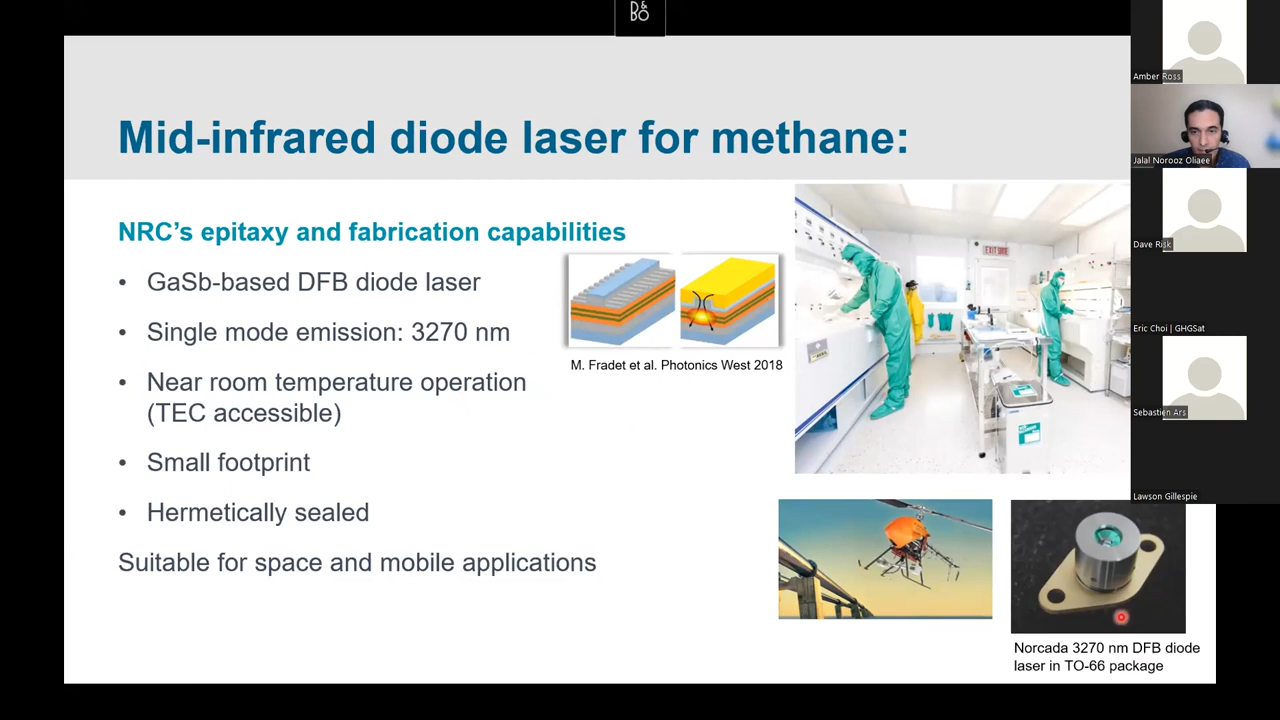 B&O
Mid-infrared diode laser for methane:
NRC's epitaxy and fabrication capabilities
• GaSb-based DFB diode laser
• Single mode emission: 3270 nm
• Near room temperature operation
(TEC accessible)
• Small footprint
• Hermetically sealed
Suitable for space and mobile applications
M. Fradet et al. Photonics West 2018
EXIT SORTIE
Norcada 3270 nm DFB diode
laser in TO-66 package
Amber Ross
Jalal Norooz Oliaee
Dave Risk
Eric Choi | GHGSat
Sebastien Ars
Lawson Gillespie